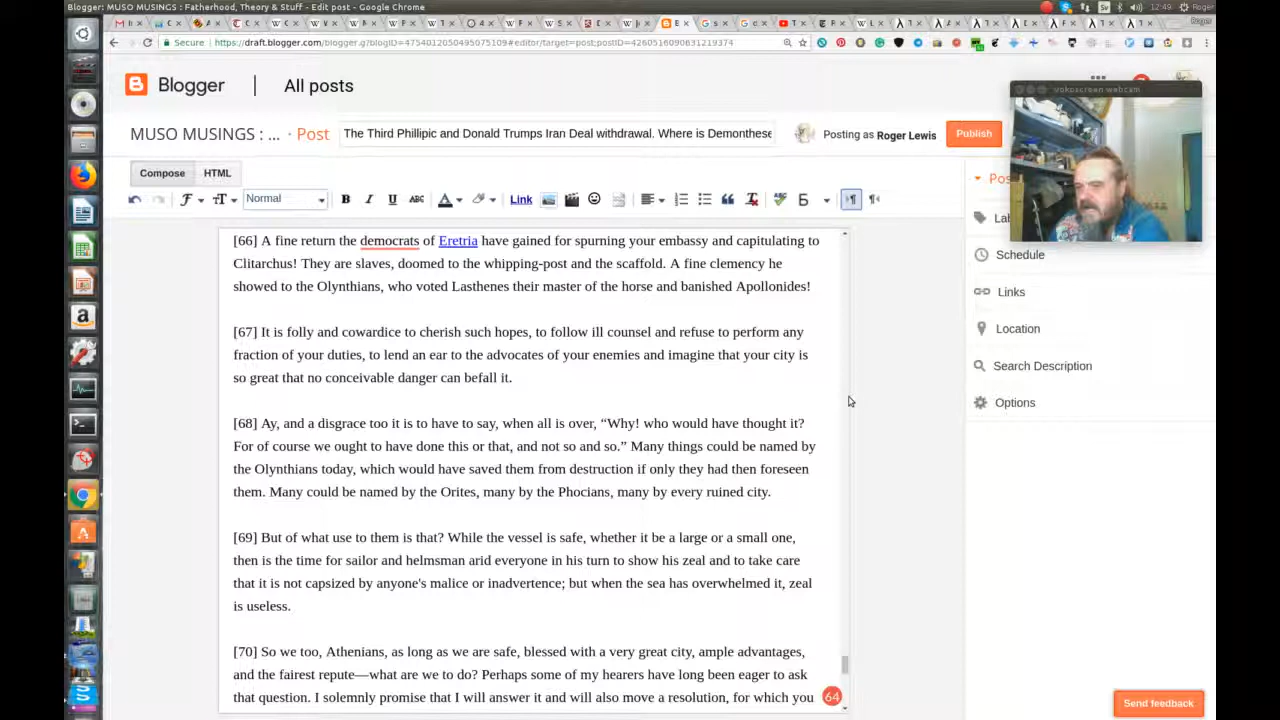 Blogger: MUSO MUSINGS : Fatherhood, Theory & Stuff - Edit post - Google Chrome
12:49
Roger
Secure
https://draft.blogger.com/blogger.g?blogID=4754012050495075109#editor/target=post;postID=4260516090631219374
Blogger
All posts
vokoscreen webcam
MUSO MUSINGS : ... · Post
The Third Phillipic and Donald Trumps Iran Deal withdrawal. Where is Demonthese
Posting as Roger Lewis
Publish
Compose
HTML
Normal
B I U ABC A Link
[66] A fine return the democrats of Eretria have gained for spurning your embassy and capitulating to
Clitarchus! They are slaves, doomed to the whipping-post and the scaffold. A fine clemency he
showed to the Olynthians, who voted Lasthenes their master of the horse and banished Apollonides!
[67] It is folly and cowardice to cherish such hopes, to follow ill counsel and refuse to perform any
fraction of your duties, to lend an ear to the advocates of your enemies and imagine that your city is
so great that no conceivable danger can befall it.
[68] Ay, and a disgrace too it is to have to say, when all is over, “Why! who would have thought it?
For of course we ought to have done this or that and not so and so.” Many things could be named by
the Olynthians today, which would have saved them from destruction if only they had then foreseen
them. Many could be named by the Orites, many by the Phocians, many by every ruined city.
[69] But of what use to them is that? While the vessel is safe, whether it be a large or a small one,
then is the time for sailor and helmsman arid everyone in his turn to show his zeal and to take care
that it is not capsized by anyone's malice or inadvertence; but when the sea has overwhelmed it, zeal
is useless.
[70] So we too, Athenians, as long as we are safe, blessed with a very great city, ample advantages,
and the fairest repute—what are we to do? Perhaps some of my hearers have long been eager to ask
that question. I solemnly promise that I will answer it and will also move a resolution, for which you
64
Schedule
Links
Location
Search Description
Options
Send feedback